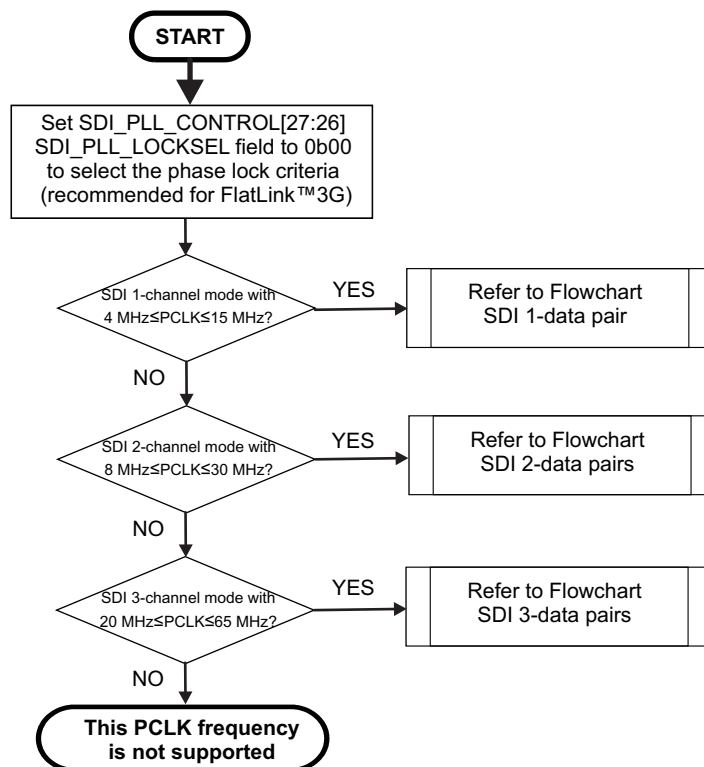 START
Set SDI_PLL_CONTROL[27:26]
SDI_PLL_LOCKSEL field to 0b00
to select the phase lock criteria
(recommended for FlatLink™3G)
SDI 1-channel mode with
4 MHz≤PCLK≤15 MHz?
YES
Refer to Flowchart
SDI 1-data pair
NO
SDI 2-channel mode with
8 MHz≤PCLK≤30 MHz?
YES
Refer to Flowchart
SDI 2-data pairs
NO
SDI 3-channel mode with
20 MHz≤PCLK≤65 MHz?
YES
Refer to Flowchart
SDI 3-data pairs
NO
This PCLK frequency
is not supported